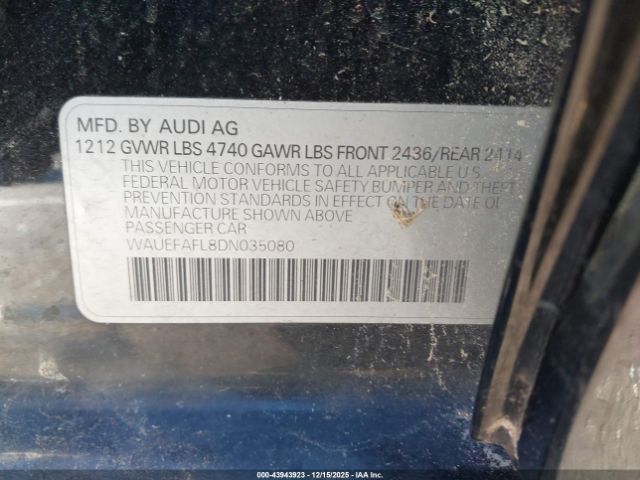 MFD. BY AUDI AG
1212 GVWR LBS 4740 GAWR LBS FRONT 2436/REAR 2414
THIS VEHICLE CONFORMS TO ALL APPLICABLE U.S.
FEDERAL MOTOR VEHICLE SAFETY, BUMPER AND THEFT
PREVENTION STANDARDS IN EFFECT ON THE DATE OF
MANUFACTURE SHOWN ABOVE
PASSENGER CAR
WAUEFAFL8DN035080
00-43943923 - 12/15/2025 - IAA, Inc.